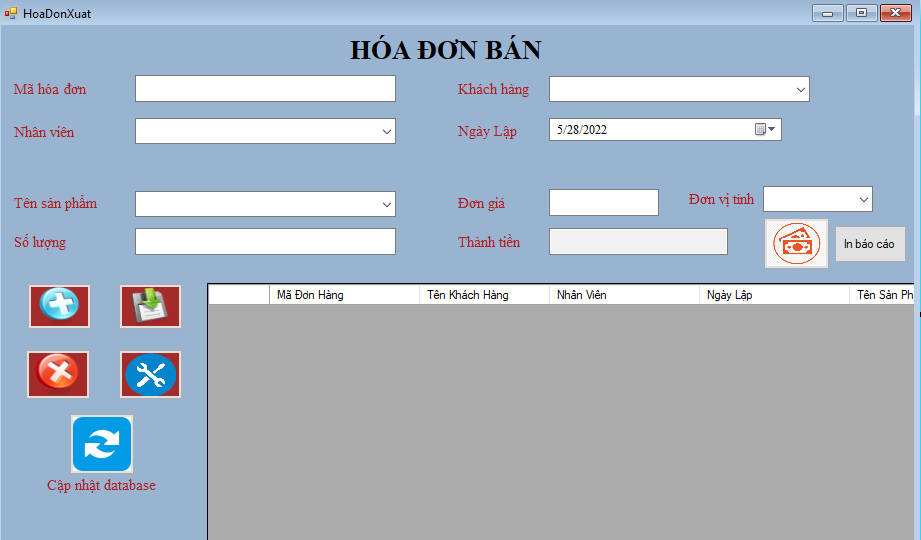 HoaDonXuat
HÓA ĐƠN BÁN
Mã hóa đơn
Khách hàng
Nhân viên
Ngày Lập
5/28/2022
Tên sản phẩm
Đơn giá
Đơn vị tính
Số lượng
Thành tiền
In báo cáo
Mã Đơn Hàng Tên Khách Hàng Nhân Viên Ngày Lập Tên Sản Ph
Cập nhật database